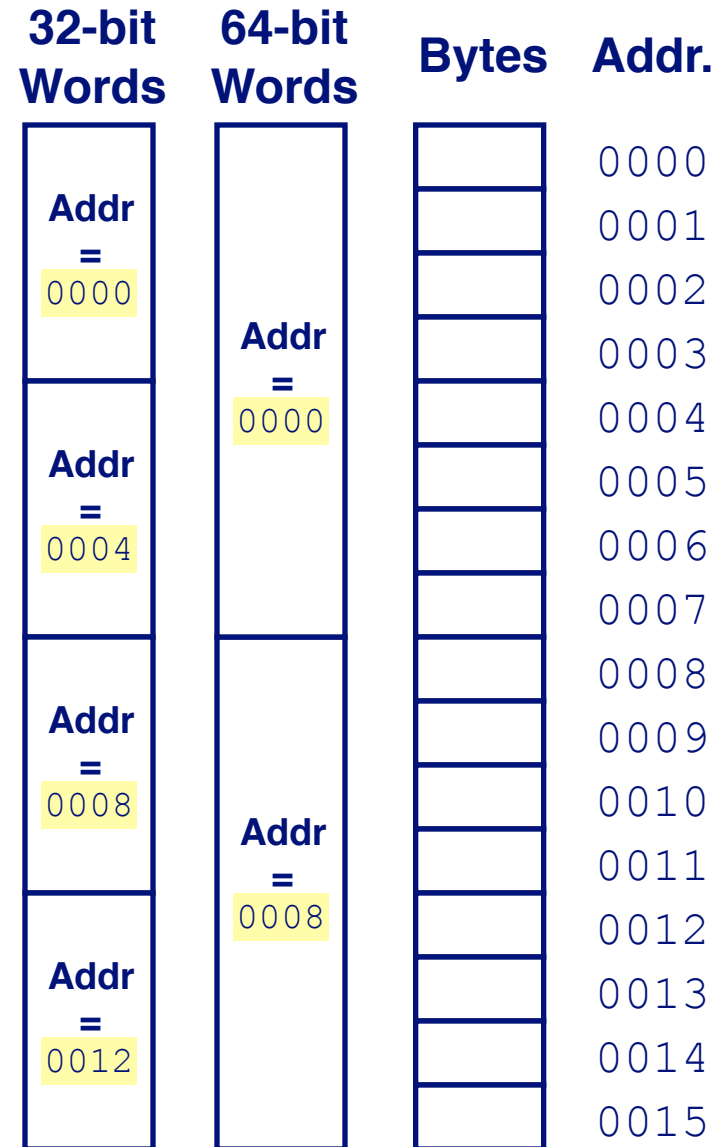 32-bit
Words
64-bit
Words
Bytes
Addr.
Addr
=
0000
Addr
=
0004
Addr
=
0008
Addr
=
0012
Addr
=
0000
Addr
=
0008
0000
0001
0002
0003
0004
0005
0006
0007
0008
0009
0010
0011
0012
0013
0014
0015